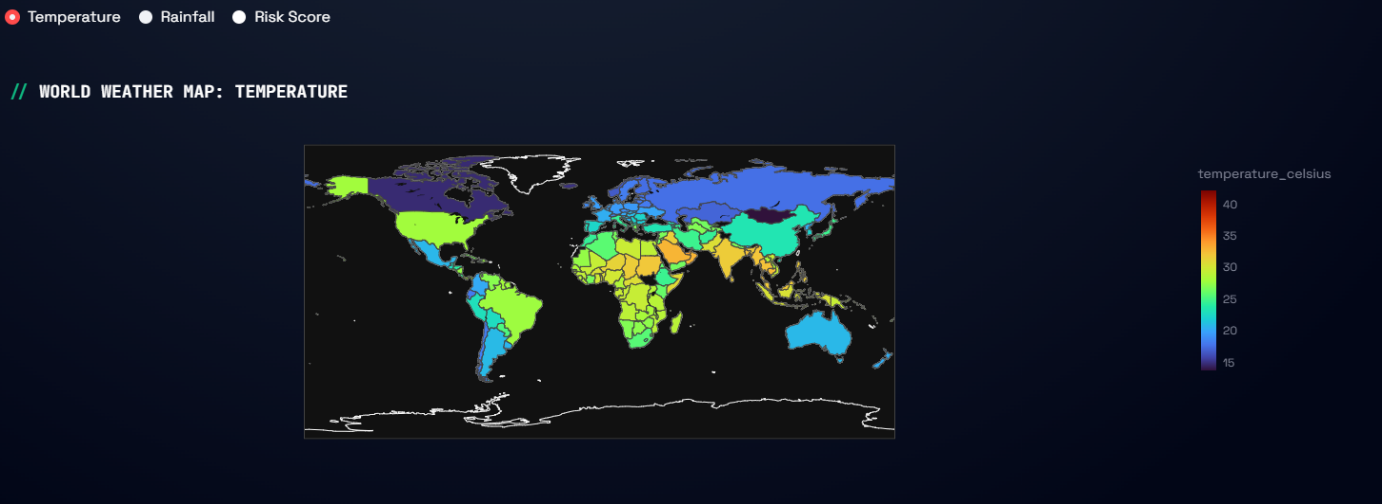 Temperature Rainfall Risk Score
// WORLD WEATHER MAP: TEMPERATURE
temperature_celsius
40
35
30
25
20
15